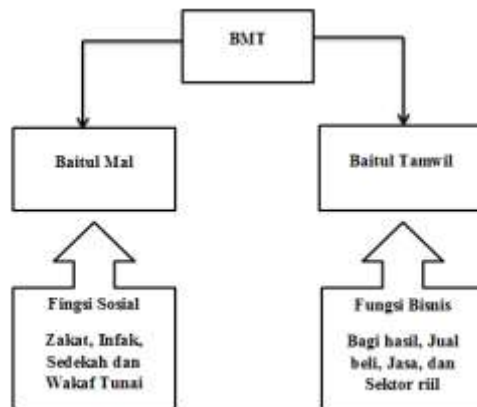 BMT
Baitul Mal
Baitul Tamwil
Fingsi Sosial
Zakat, Infak,
Sedekah dan
Wakaf Tunai
Fungsi Bisnis
Bagi hasil, Jual
beli, Jasa, dan
Sektor riil